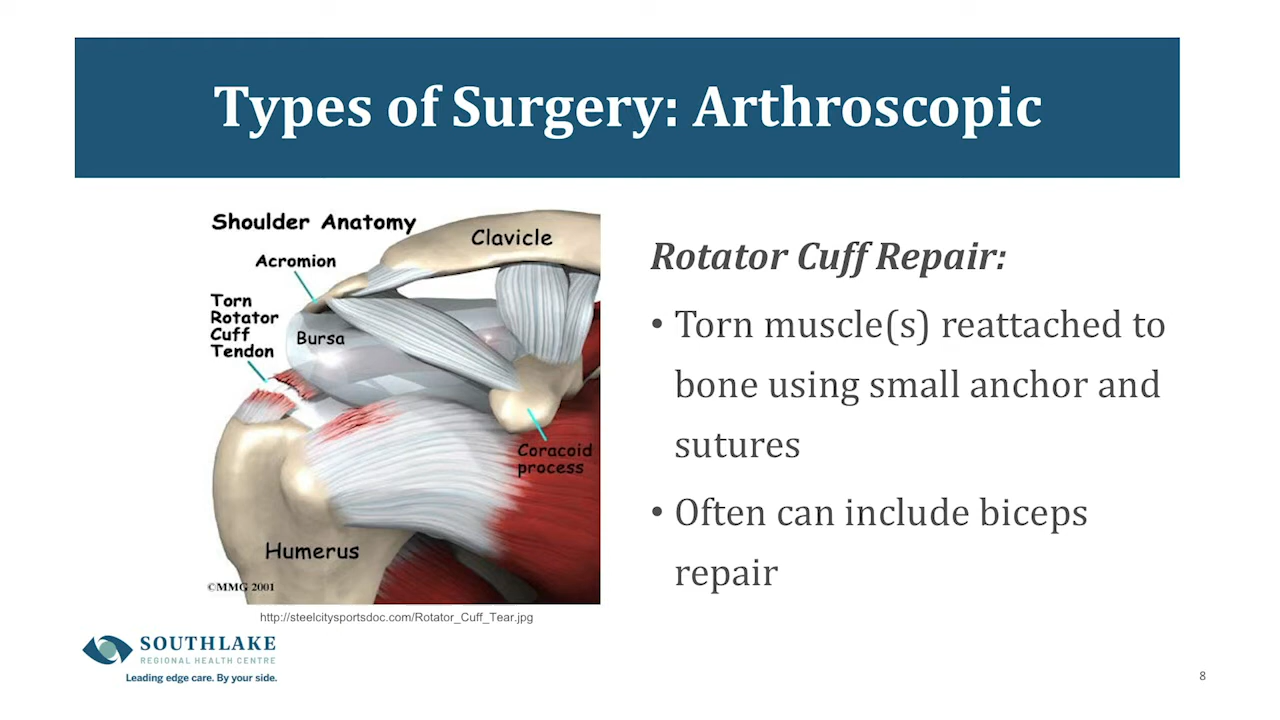 Types of Surgery: Arthroscopic
Shoulder Anatomy
Clavicle
Acromion
Torn
Rotator
Cuff
Tendon
Bursa
Coracoid
process
Humerus
©MMG 2001
http://steelcitysportsdoc.com/Rotator_Cuff_Tear.jpg
Rotator Cuff Repair:
• Torn muscle(s) reattached to
bone using small anchor and
sutures
• Often can include biceps
repair
SOUTHLAKE
REGIONAL HEALTH CENTRE
Leading edge care. By your side.
8